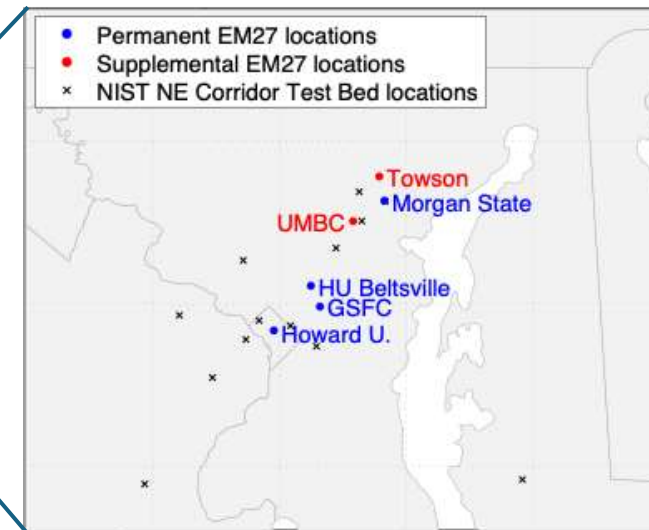 Permanent EM27 locations
Supplemental EM27 locations
NIST NE Corridor Test Bed locations
Towson
Morgan State
UMBC
HU Beltsville
GSFC
Howard U.